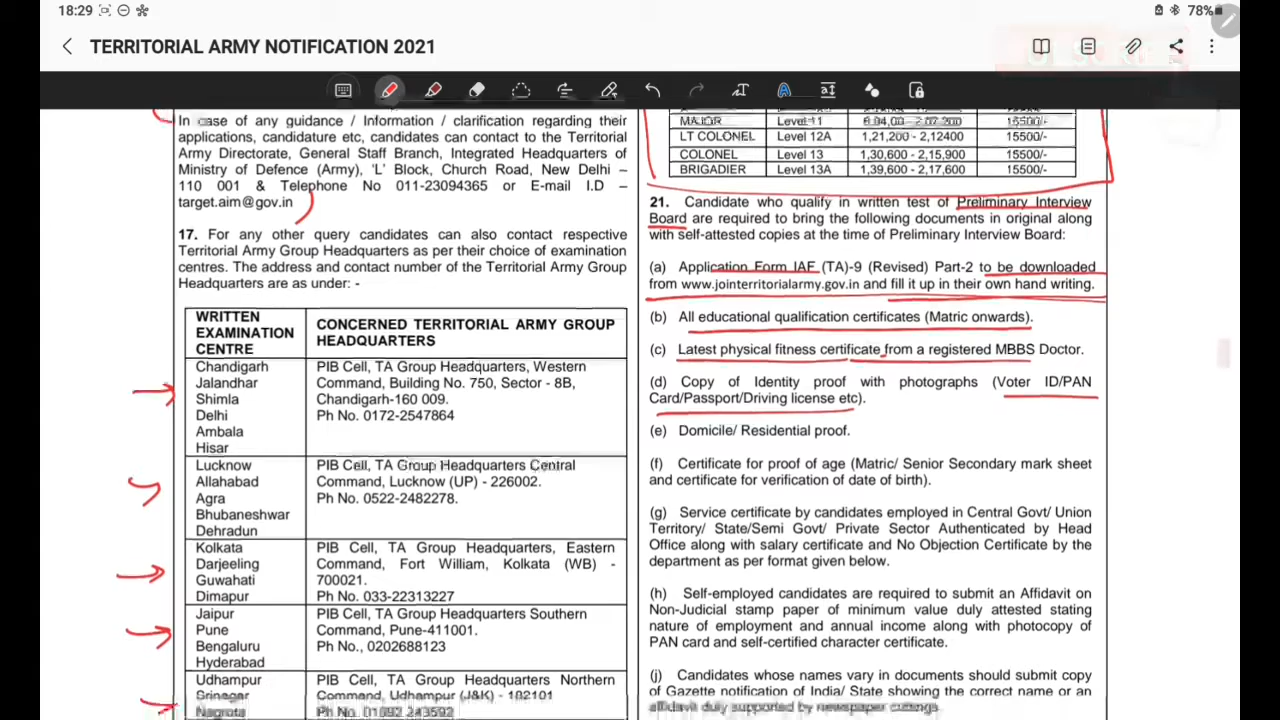 18:29
78%
TERRITORIAL ARMY NOTIFICATION 2021
In case of any guidance / Information / clarification regarding their
applications, candidature etc, candidates can contact to the Territorial
Army Directorate, General Staff Branch, Integrated Headquarters of
Ministry of Defence (Army), 'L' Block, Church Road, New Delhi –
110 001 & Telephone No 011-23094365 or E-mail I.D –
target.aim@gov.in
17. For any other query candidates can also contact respective
Territorial Army Group Headquarters as per their choice of examination
centres. The address and contact number of the Territorial Army Group
Headquarters are as under: -
WRITTEN
EXAMINATION
CENTRE
CONCERNED TERRITORIAL ARMY GROUP
HEADQUARTERS
Chandigarh
Jalandhar
Shimla
Delhi
Ambala
Hisar
PIB Cell, TA Group Headquarters, Western
Command, Building No. 750, Sector - 8B,
Chandigarh-160 009.
Ph No. 0172-2547864
Lucknow
Allahabad
Agra
Bhubaneshwar
Dehradun
PIB Cell, TA Group Headquarters Central
Command, Lucknow (UP) - 226002.
Ph No. 0522-2482278.
Kolkata
Darjeeling
Guwahati
Dimapur
PIB Cell, TA Group Headquarters, Eastern
Command, Fort William, Kolkata (WB) -
700021.
Ph No. 033-22313227
Jaipur
Pune
Bengaluru
Hyderabad
PIB Cell, TA Group Headquarters Southern
Command, Pune-411001.
Ph No., 0202688123
Udhampur
Srinagar
Nagrota
PIB Cell, TA Group Headquarters Northern
Command, Udhampur (J&K) -
Ph No.
MAJOR Level 11 15500/-
LT COLONEL Level 12A 1,21,200 - 2,12400 15500/-
COLONEL Level 13 1,30,600 - 2,15,900 15500/-
BRIGADIER Level 13A 1,39,600 - 2,17,600 15500/-
21. Candidate who qualify in written test of Preliminary Interview
Board are required to bring the following documents in original along
with self-attested copies at the time of Preliminary Interview Board:
(a) Application Form IAF (TA)-9 (Revised) Part-2 to be downloaded
from www.jointerritorialarmy.gov.in and fill it up in their own hand writing.
(b) All educational qualification certificates (Matric onwards).
(c) Latest physical fitness certificate from a registered MBBS Doctor.
(d) Copy of Identity proof with photographs (Voter ID/PAN
Card/Passport/Driving license etc).
(e) Domicile/ Residential proof.
(f) Certificate for proof of age (Matric/ Senior Secondary mark sheet
and certificate for verification of date of birth).
(g) Service certificate by candidates employed in Central Govt/ Union
Territory/ State/Semi Govt/ Private Sector Authenticated by Head
Office along with salary certificate and No Objection Certificate by the
department as per format given below.
(h) Self-employed candidates are required to submit an Affidavit on
Non-Judicial stamp paper of minimum value duly attested stating
nature of employment and annual income along with photocopy of
PAN card and self-certified character certificate.
(j) Candidates whose names vary in documents should submit
copy of Gazette notification of India/ State showing the correct name or an
affidavit duly supported by newspaper cuttings.